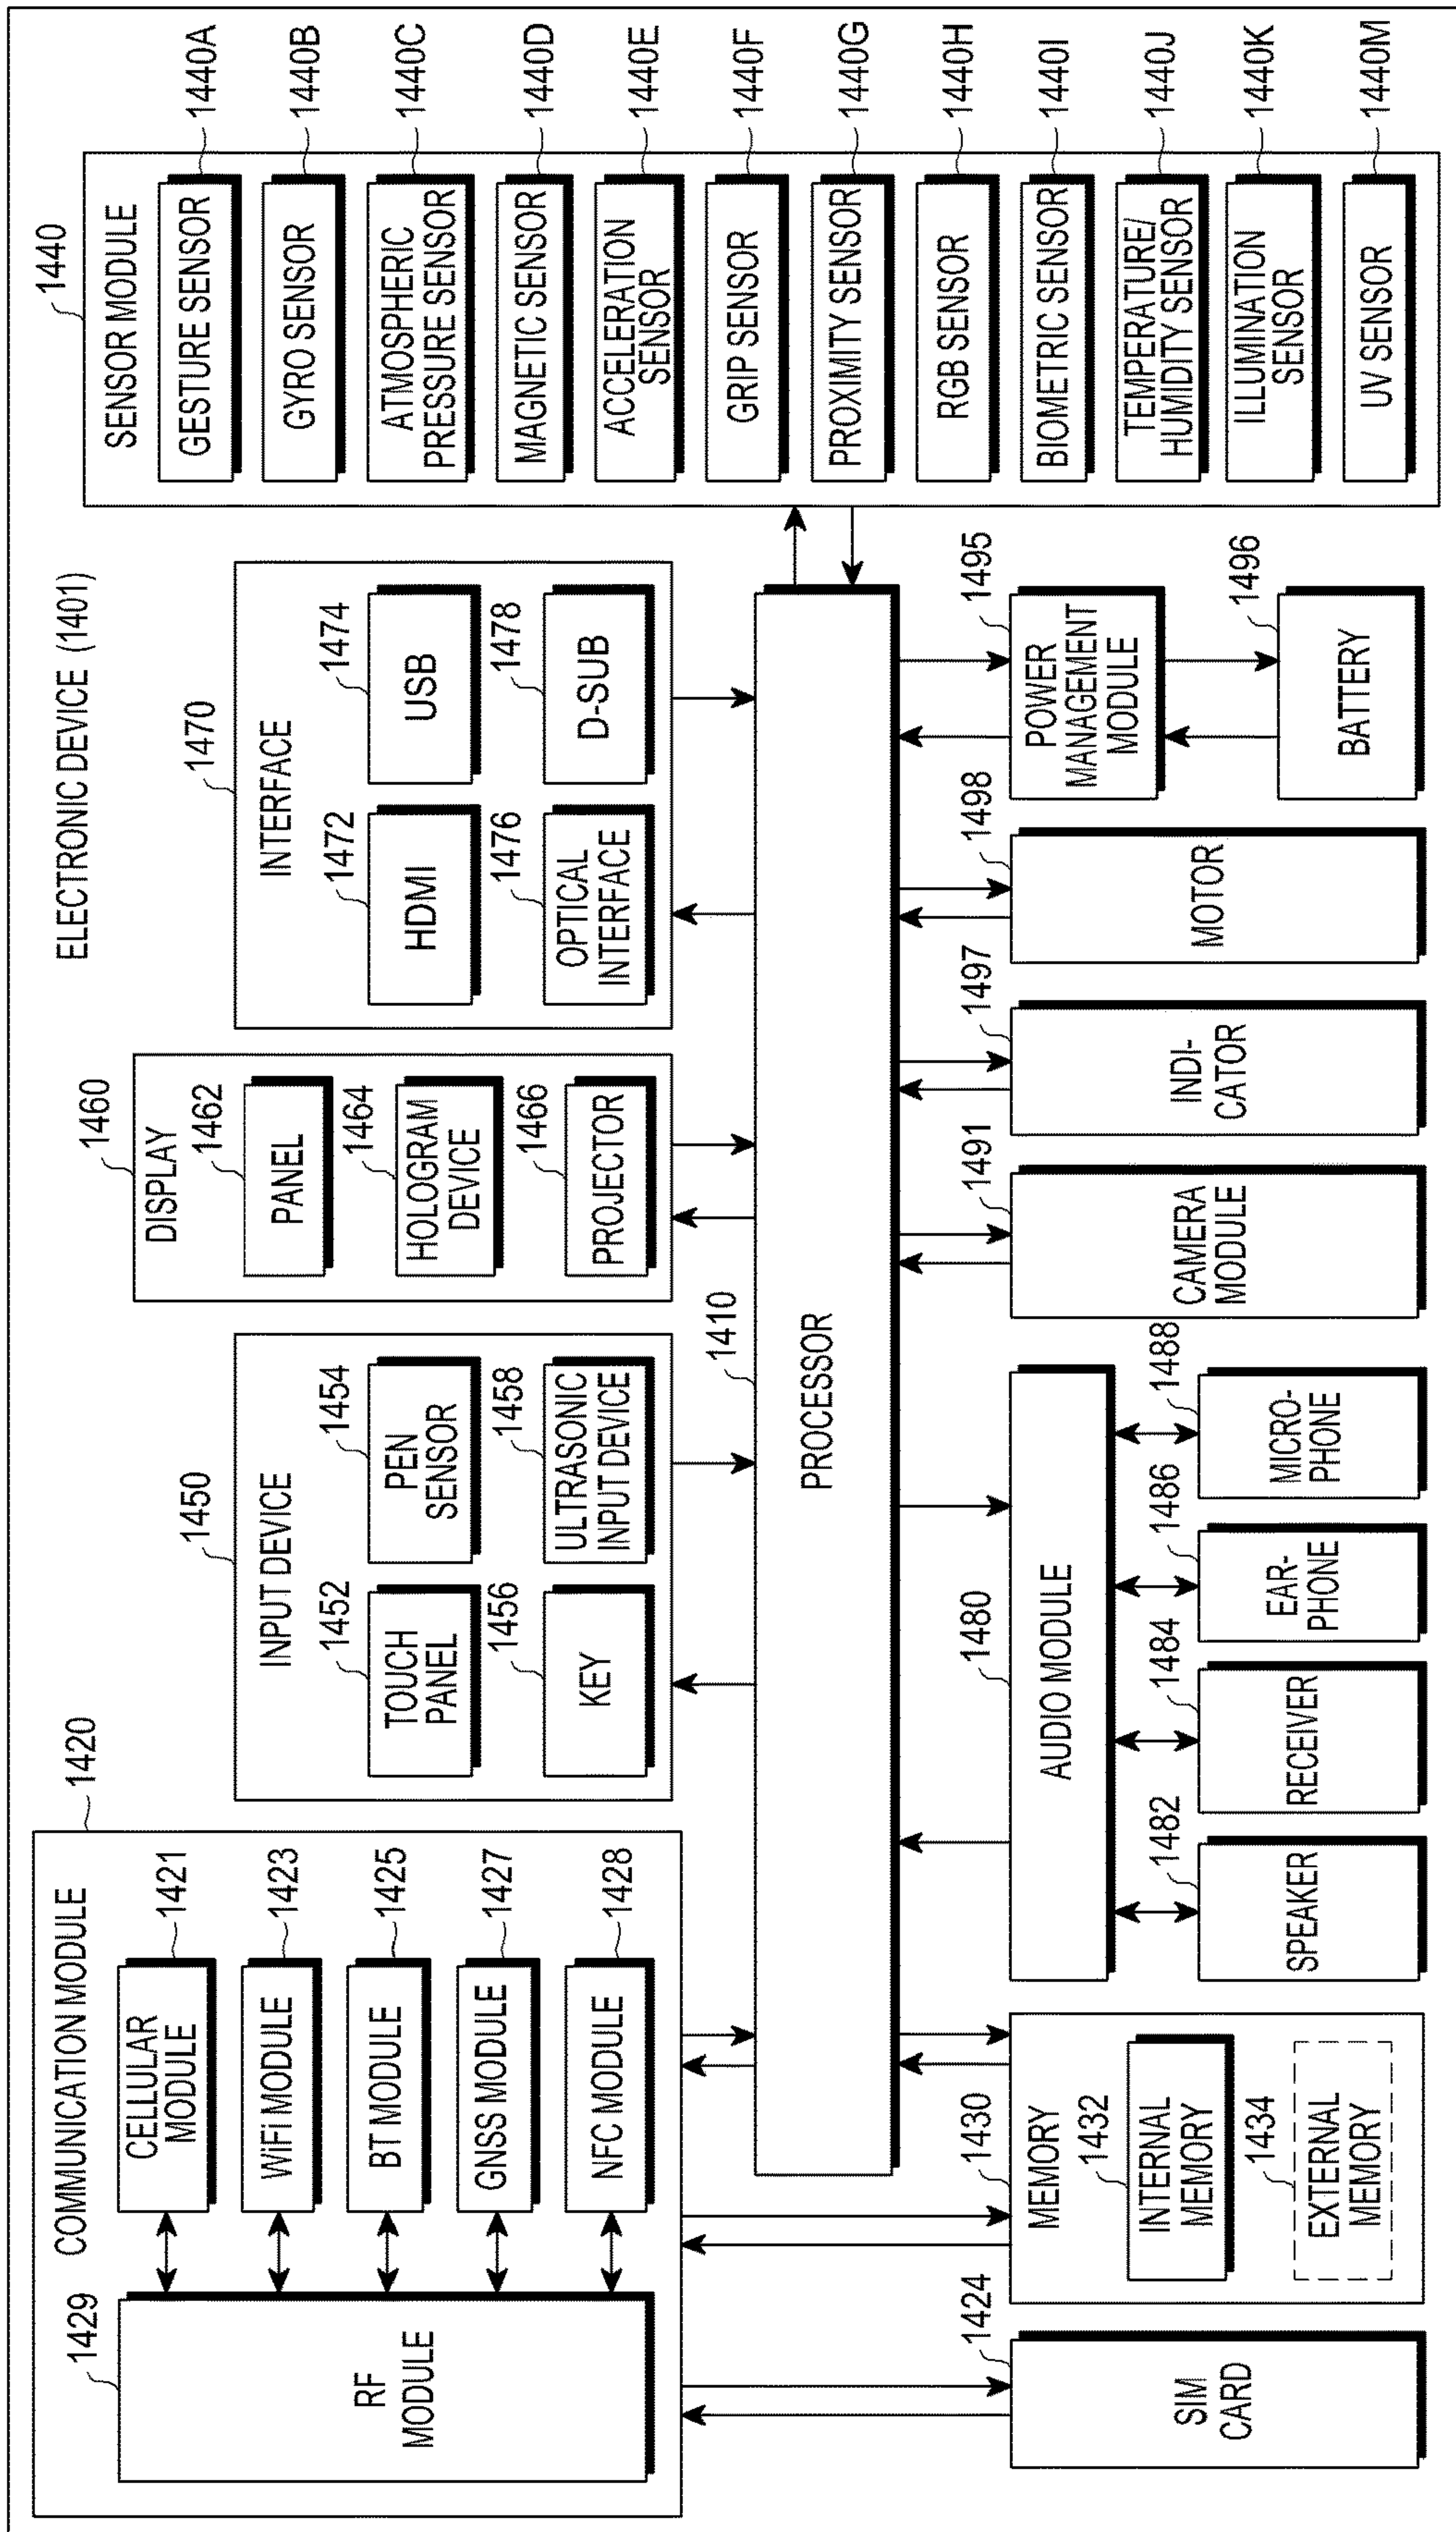 ELECTRONIC DEVICE (1401)
1420
COMMUNICATION MODULE
1429
RF
MODULE
CELLULAR
MODULE
1421
WiFi MODULE
1423
BT MODULE
1425
GNSS MODULE
1427
NFC MODULE
1428
1450
INPUT DEVICE
1452
TOUCH
PANEL
1454
PEN
SENSOR
1456
KEY
1458
ULTRASONIC
INPUT DEVICE
1460
DISPLAY
1462
PANEL
1464
HOLOGRAM
DEVICE
1466
PROJECTOR
1470
INTERFACE
1472
HDMI
1474
USB
1476
OPTICAL
INTERFACE
1478
D-SUB
1440
SENSOR MODULE
GESTURE SENSOR
1440A
GYRO SENSOR
1440B
ATMOSPHERIC
PRESSURE SENSOR
1440C
MAGNETIC SENSOR
1440D
ACCELERATION
SENSOR
1440E
GRIP SENSOR
1440F
PROXIMITY SENSOR
1440G
RGB SENSOR
1440H
BIOMETRIC SENSOR
1440I
TEMPERATURE/
HUMIDITY SENSOR
1440J
ILLUMINATION
SENSOR
1440K
UV SENSOR
1440M
1410
PROCESSOR
1424
SIM
CARD
1430
MEMORY
1432
INTERNAL
MEMORY
1434
EXTERNAL
MEMORY
1480
AUDIO MODULE
1482
SPEAKER
1484
RECEIVER
1486
EAR-
PHONE
1488
MICRO-
PHONE
1491
CAMERA
MODULE
1497
INDI-
CATOR
1498
MOTOR
1495
POWER
MANAGEMENT
MODULE
1496
BATTERY